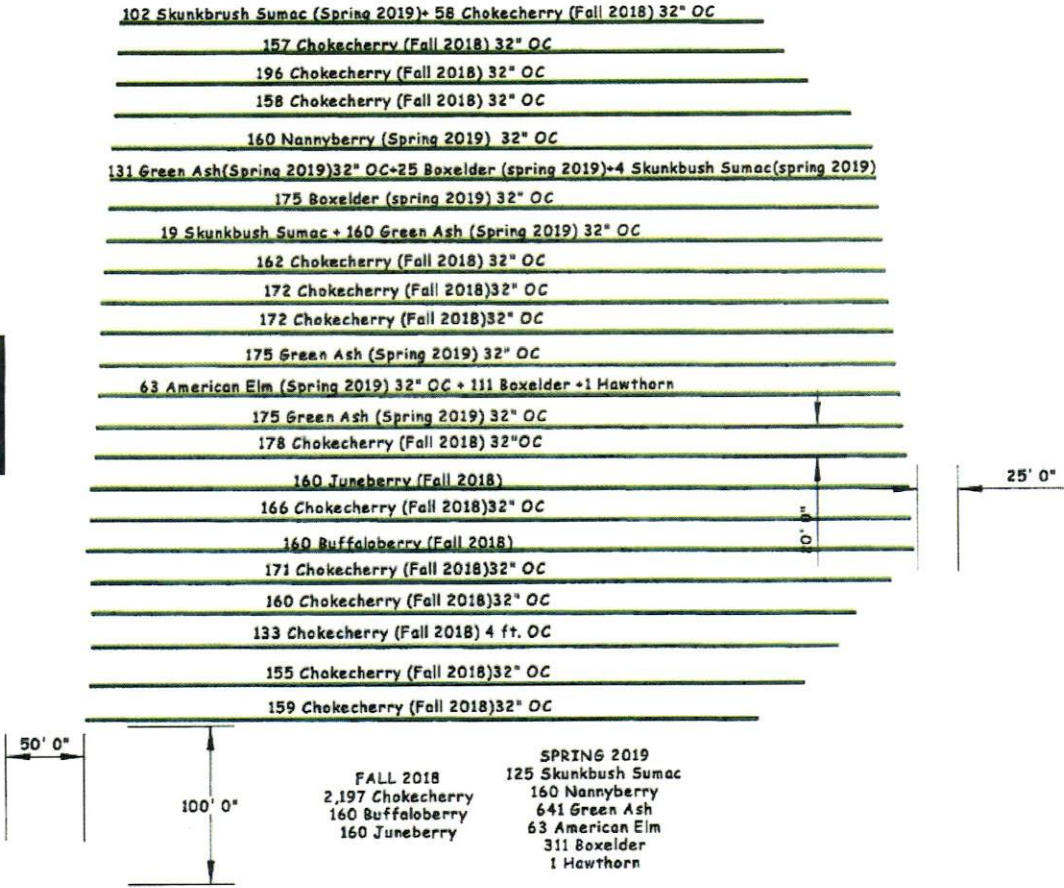 102 Skunkbrush Sumac (Spring 2019)+ 58 Chokecherry (Fall 2018) 32" OC
157 Chokecherry (Fall 2018) 32" OC
196 Chokecherry (Fall 2018) 32" OC
158 Chokecherry (Fall 2018) 32" OC
160 Nannyberry (Spring 2019) 32" OC
131 Green Ash(Spring 2019)32" OC+25 Boxelder (spring 2019)+4 Skunkbush Sumac(spring 2019)
175 Boxelder (spring 2019) 32" OC
19 Skunkbush Sumac + 160 Green Ash (Spring 2019) 32" OC
162 Chokecherry (Fall 2018) 32" OC
172 Chokecherry (Fall 2018)32" OC
172 Chokecherry (Fall 2018)32" OC
175 Green Ash (Spring 2019) 32" OC
63 American Elm (Spring 2019) 32" OC + 111 Boxelder +1 Hawthorn
175 Green Ash (Spring 2019) 32" OC
178 Chokecherry (Fall 2018) 32"OC
160 Juneberry (Fall 2018)
25' 0"
166 Chokecherry (Fall 2018)32" OC
20' 0"
160 Buffaloberry (Fall 2018)
171 Chokecherry (Fall 2018)32" OC
160 Chokecherry (Fall 2018)32" OC
133 Chokecherry (Fall 2018) 4 ft. OC
155 Chokecherry (Fall 2018)32" OC
159 Chokecherry (Fall 2018)32" OC
50' 0"
100' 0"
FALL 2018
2,197 Chokecherry
160 Buffaloberry
160 Juneberry
SPRING 2019
125 Skunkbush Sumac
160 Nannyberry
641 Green Ash
63 American Elm
311 Boxelder
1 Hawthorn